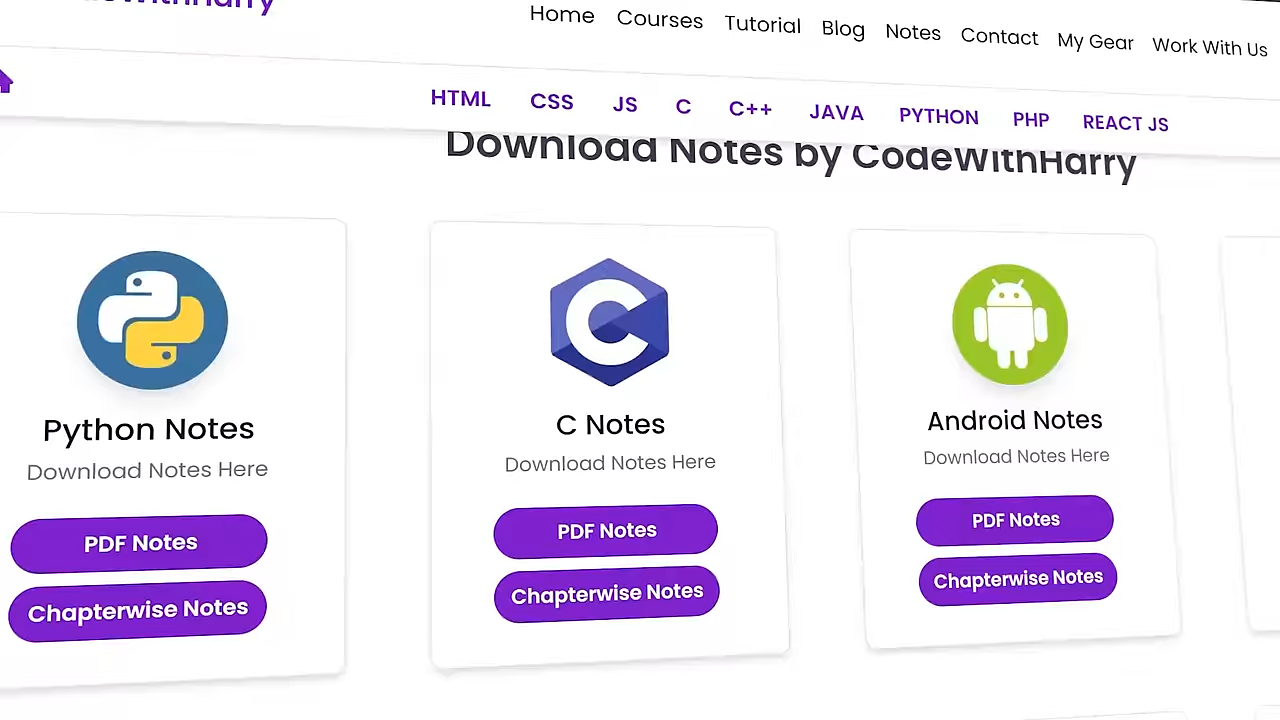 Home Courses Tutorial Blog Notes Contact My Gear Work With Us
HTML CSS JS C C++ JAVA PYTHON PHP REACT JS
Download Notes by CodeWithHarry
Python Notes
Download Notes Here
PDF Notes
Chapterwise Notes
C Notes
Download Notes Here
PDF Notes
Chapterwise Notes
Android Notes
Download Notes Here
PDF Notes
Chapterwise Notes